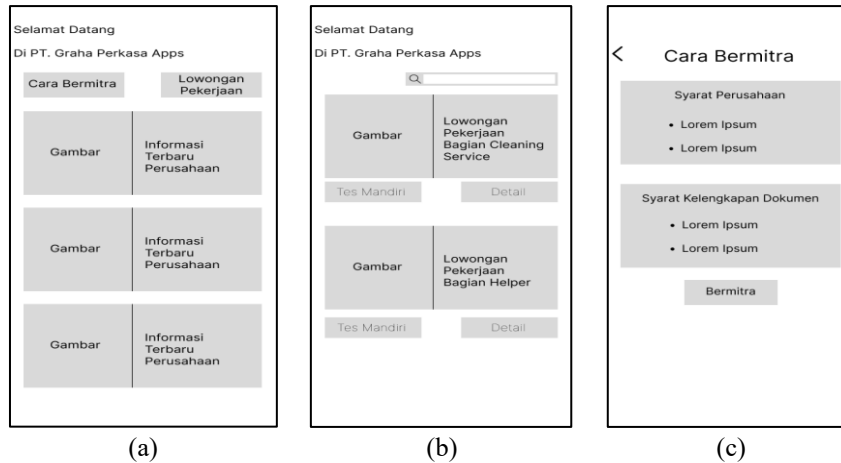 Selamat Datang
Di PT. Graha Perkasa Apps
Cara Bermitra
Lowongan
Pekerjaan
Gambar
Informasi
Terbaru
Perusahaan
Gambar
Informasi
Terbaru
Perusahaan
Gambar
Informasi
Terbaru
Perusahaan
(a)
Selamat Datang
Di PT. Graha Perkasa Apps
Gambar
Lowongan
Pekerjaan
Bagian Cleaning
Service
Tes Mandiri
Detail
Gambar
Lowongan
Pekerjaan
Bagian Helper
Tes Mandiri
Detail
(b)
Cara Bermitra
Syarat Perusahaan
• Lorem Ipsum
• Lorem Ipsum
Syarat Kelengkapan Dokumen
• Lorem Ipsum
• Lorem Ipsum
Bermitra
(c)